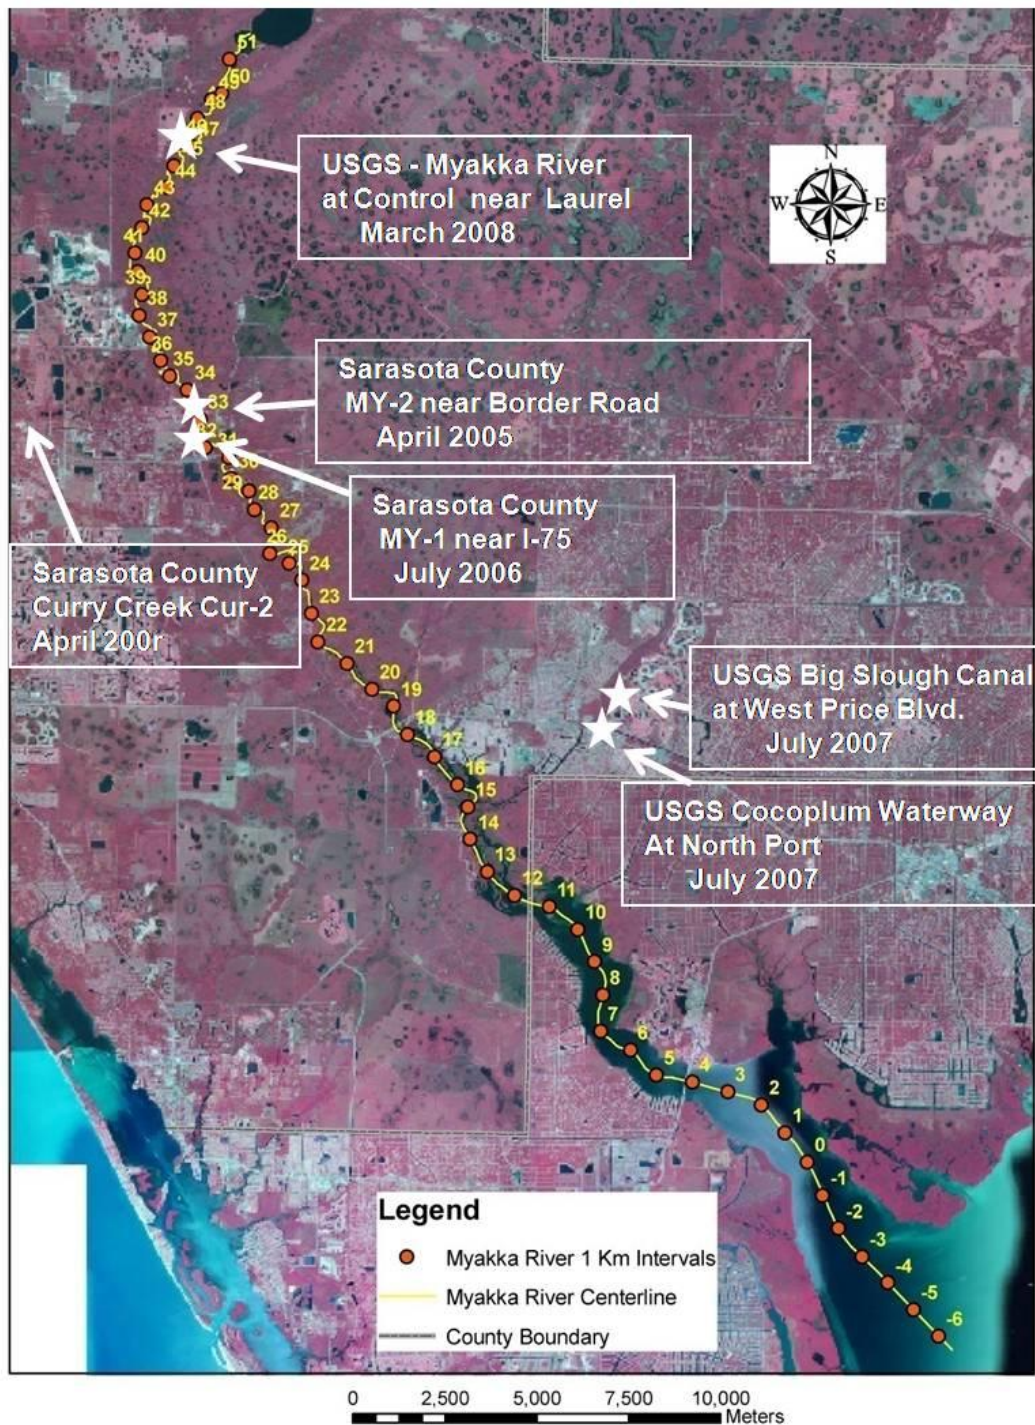 51
50
49
48
47
45
44
43
42
41
40
39
38
37
36
35
34
33
32
31
30
29
28
27
26
25
24
23
22
21
20
19
18
17
16
15
14
13
12
11
10
9
8
7
6
5
4
3
2
1
0
-1
-2
-3
-4
-5
-6
USGS - Myakka River
at Control near Laurel
March 2008
N
W E
S
Sarasota County
MY-2 near Border Road
April 2005
Sarasota County
MY-1 near I-75
July 2006
Sarasota County
Curry Creek Cur-2
April 200r
USGS Big Slough Canal
at West Price Blvd.
July 2007
USGS Cocoplum Waterway
At North Port
July 2007
Legend
Myakka River 1 Km Intervals
Myakka River Centerline
County Boundary
0 2,500 5,000 10,000
Meters